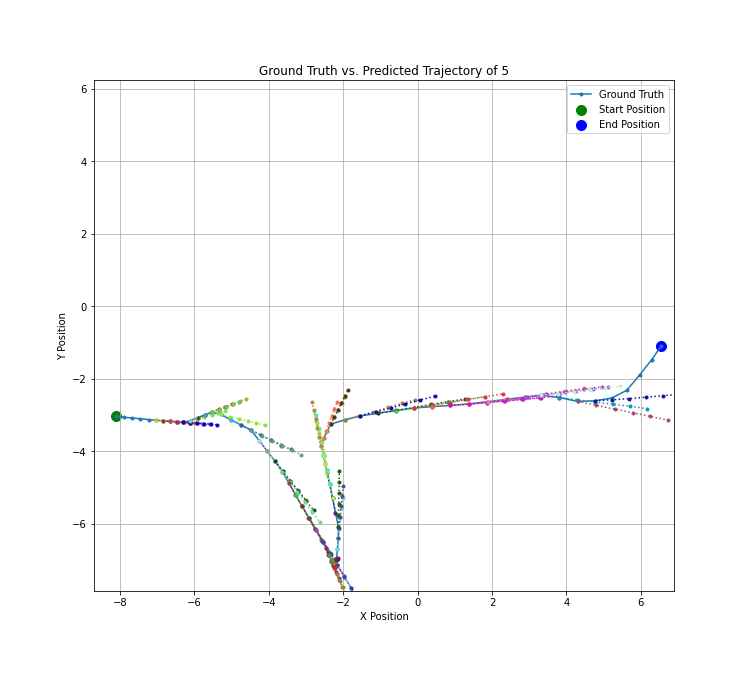 Ground Truth vs. Predicted Trajectory of 5
Ground Truth
Start Position
End Position
6
4
2
0
−2
−4
−6
Y Position
−8
−6
−4
−2
0
2
4
6
X Position